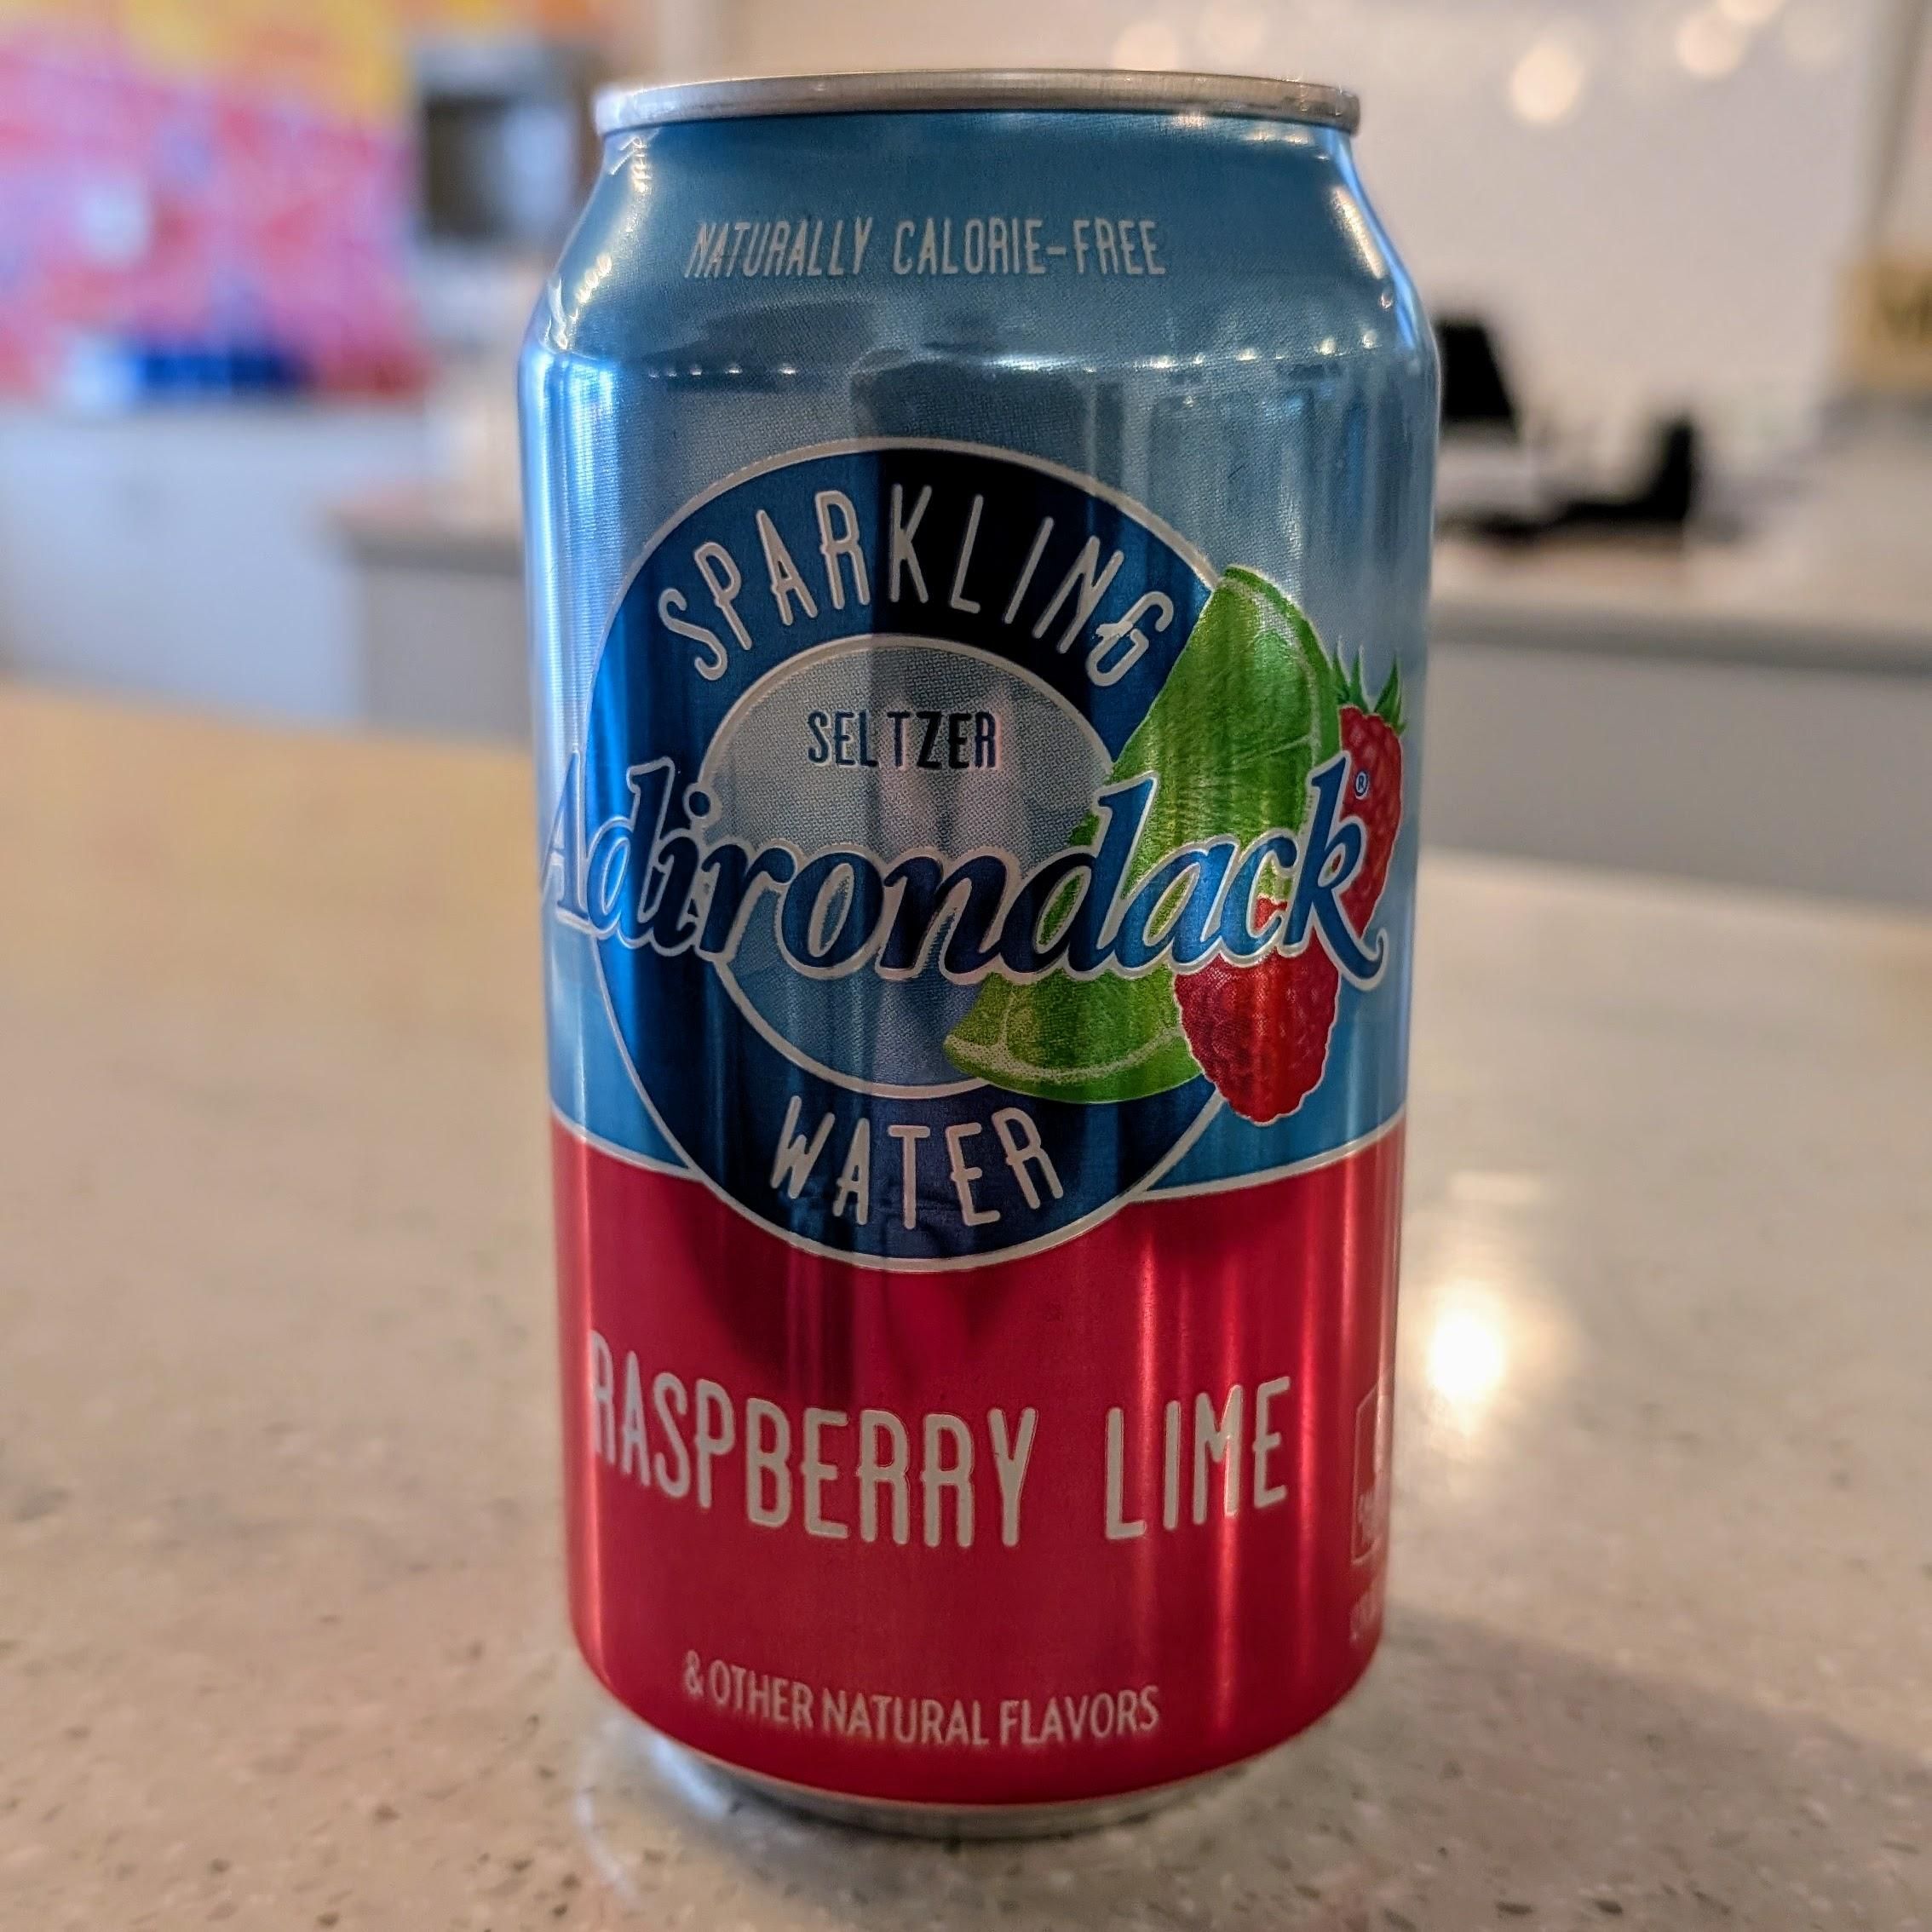 NATURALLY CALORIE-FREE
SPARKLING
SELTZER
Adirondack®
WATER
RASPBERRY LIME
& OTHER NATURAL FLAVORS